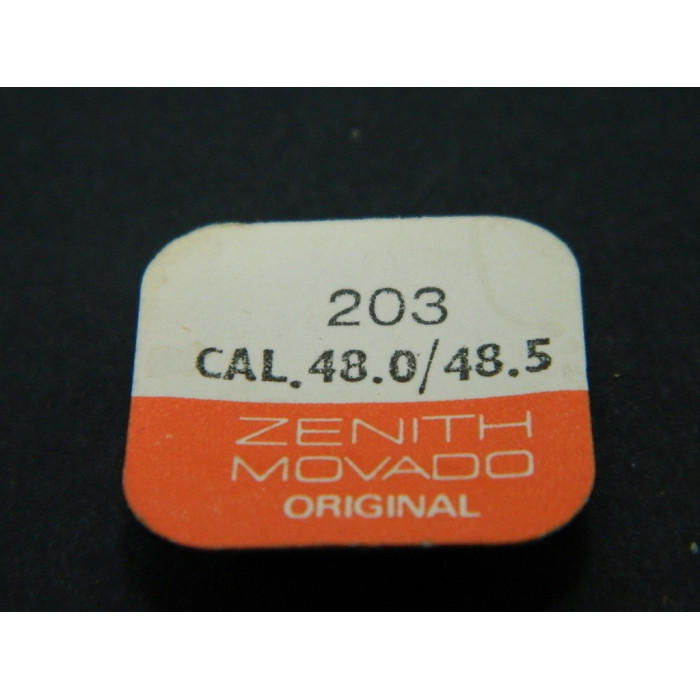 203
CAL. 48.0/48.5
ZENITH
MOVADO
ORIGINAL